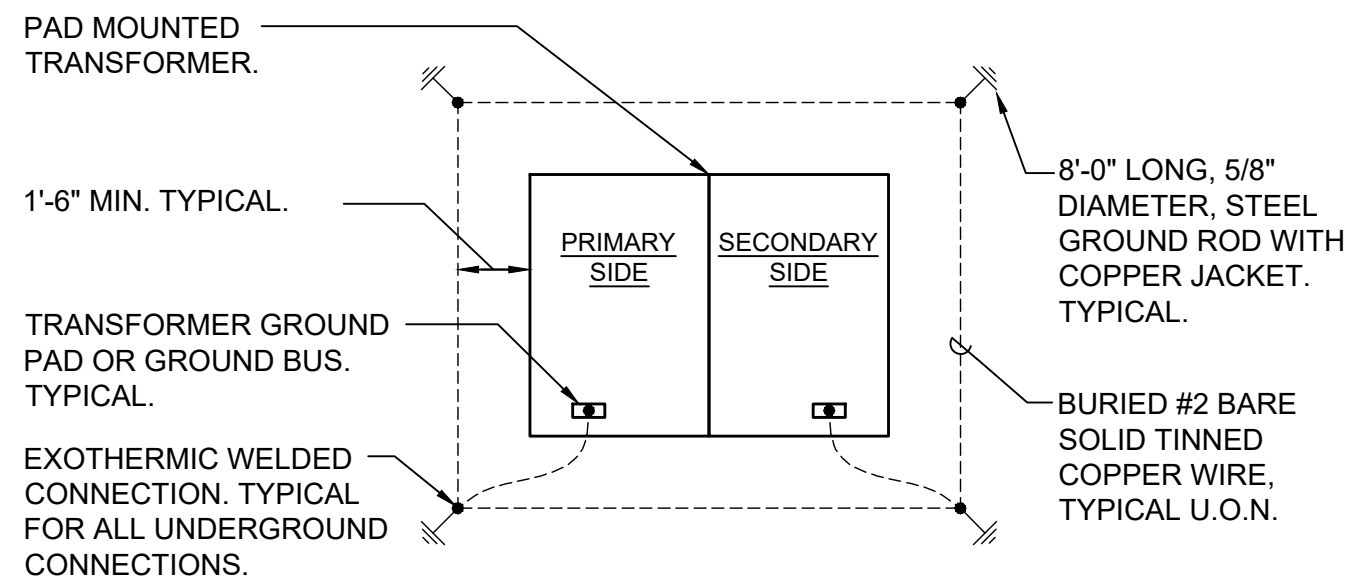 PAD MOUNTED
TRANSFORMER.
1'-6" MIN. TYPICAL.
TRANSFORMER GROUND
PAD OR GROUND BUS.
TYPICAL.
EXOTHERMIC WELDED
CONNECTION. TYPICAL
FOR ALL UNDERGROUND
CONNECTIONS.
PRIMARY
SIDE
SECONDARY
SIDE
8'-0" LONG, 5/8"
DIAMETER, STEEL
GROUND ROD WITH
COPPER JACKET.
TYPICAL.
BURIED #2 BARE
SOLID TINNED
COPPER WIRE,
TYPICAL U.O.N.